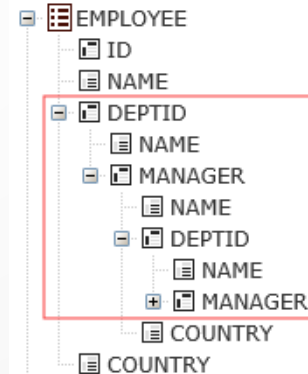 EMPLOYEE
ID
NAME
DEPTID
NAME
MANAGER
NAME
DEPTID
NAME
MANAGER
COUNTRY
COUNTRY